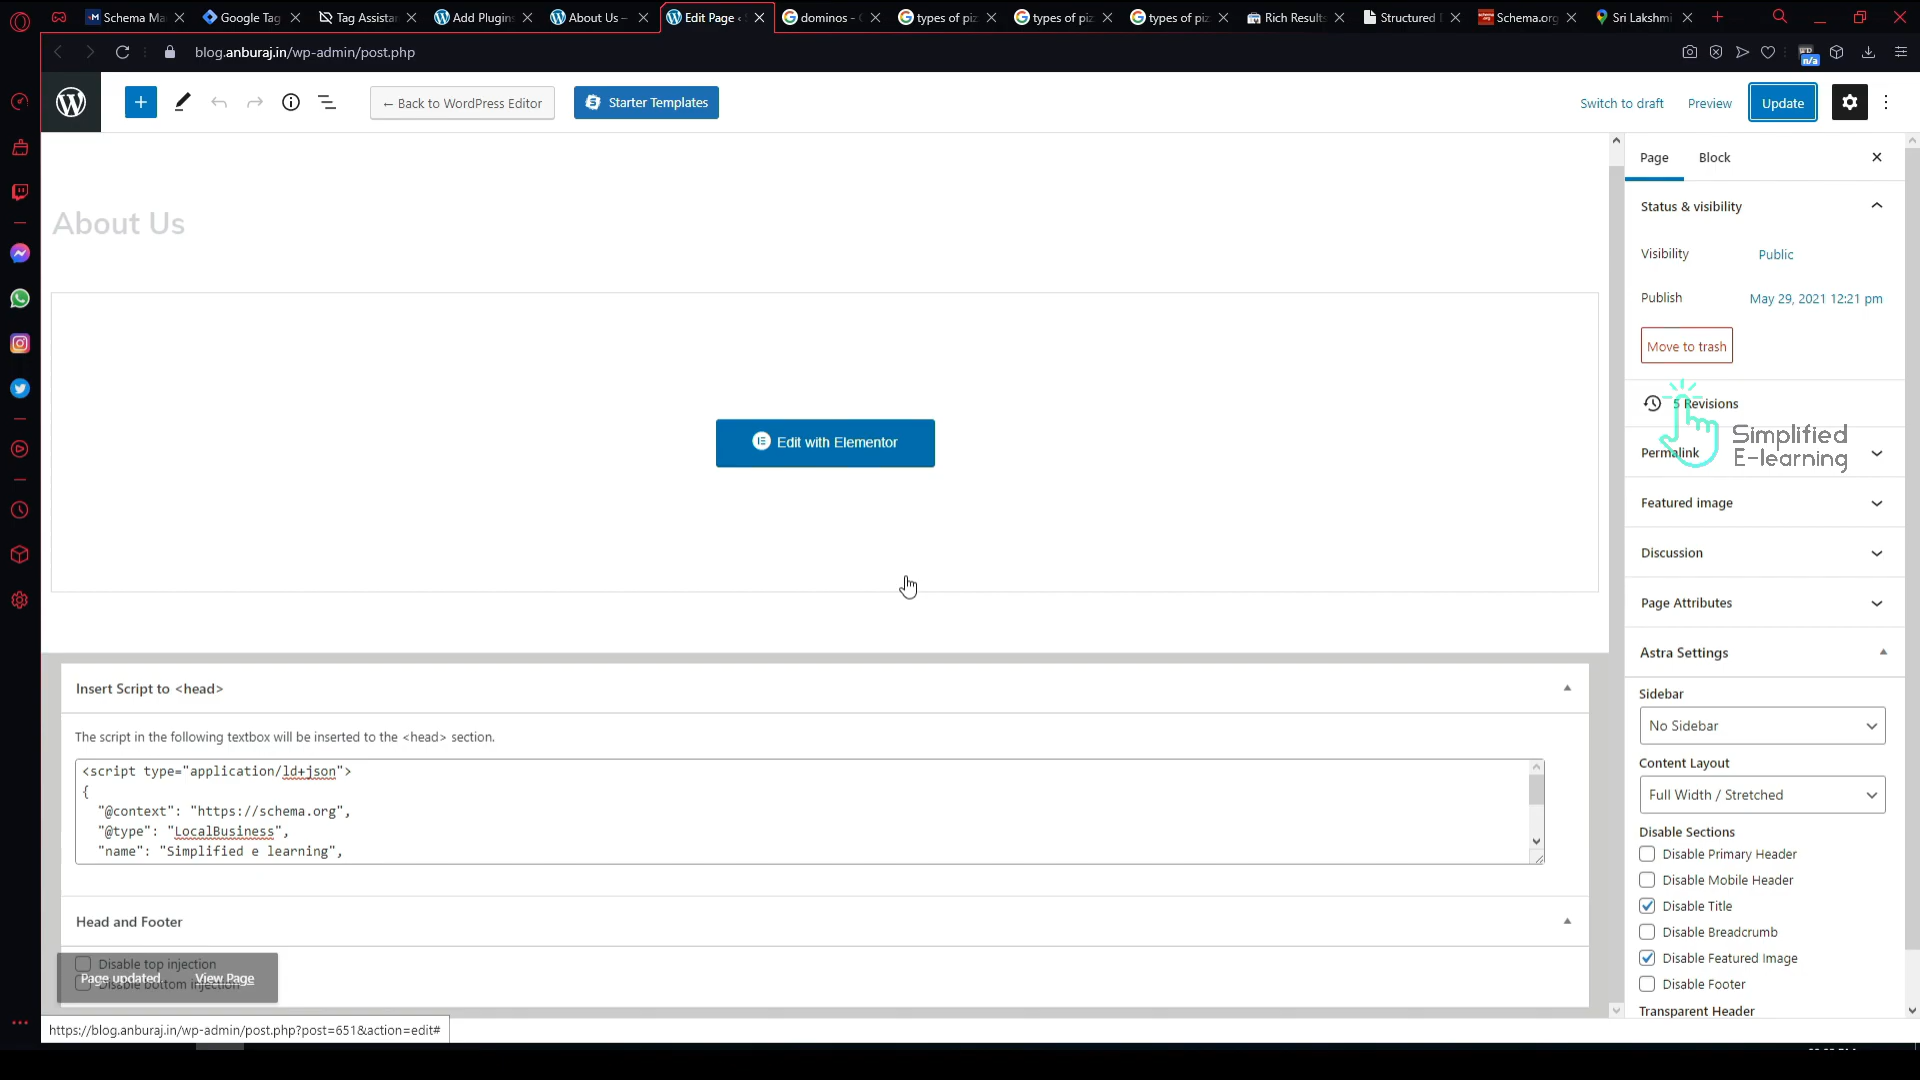 Schema Ma
Google Tag
Tag Assistan
Add Plugins
About Us –
Edit Page ‹
dominos -
types of piz
types of piz
types of piz
Rich Results
Structured
Schema.org
Sri Lakshmi
blog.anburaj.in/wp-admin/post.php
n/a
← Back to WordPress Editor
Starter Templates
Switch to draft
Preview
Update
About Us
Edit with Elementor
Insert Script to <head>
The script in the following textbox will be inserted to the <head> section.
<script type="application/ld+json">
{
"@context": "https://schema.org",
"@type": "LocalBusiness",
"name": "Simplified e learning",
Head and Footer
Disable top injection
Disable bottom injection
Page updated. View Page
https://blog.anburaj.in/wp-admin/post.php?post=651&action=edit#
Page
Block
Status & visibility
Visibility
Public
Publish
May 29, 2021 12:21 pm
Move to trash
5 Revisions
Simplified
E-learning
Permalink
Featured image
Discussion
Page Attributes
Astra Settings
Sidebar
No Sidebar
Content Layout
Full Width / Stretched
Disable Sections
Disable Primary Header
Disable Mobile Header
Disable Title
Disable Breadcrumb
Disable Featured Image
Disable Footer
Transparent Header